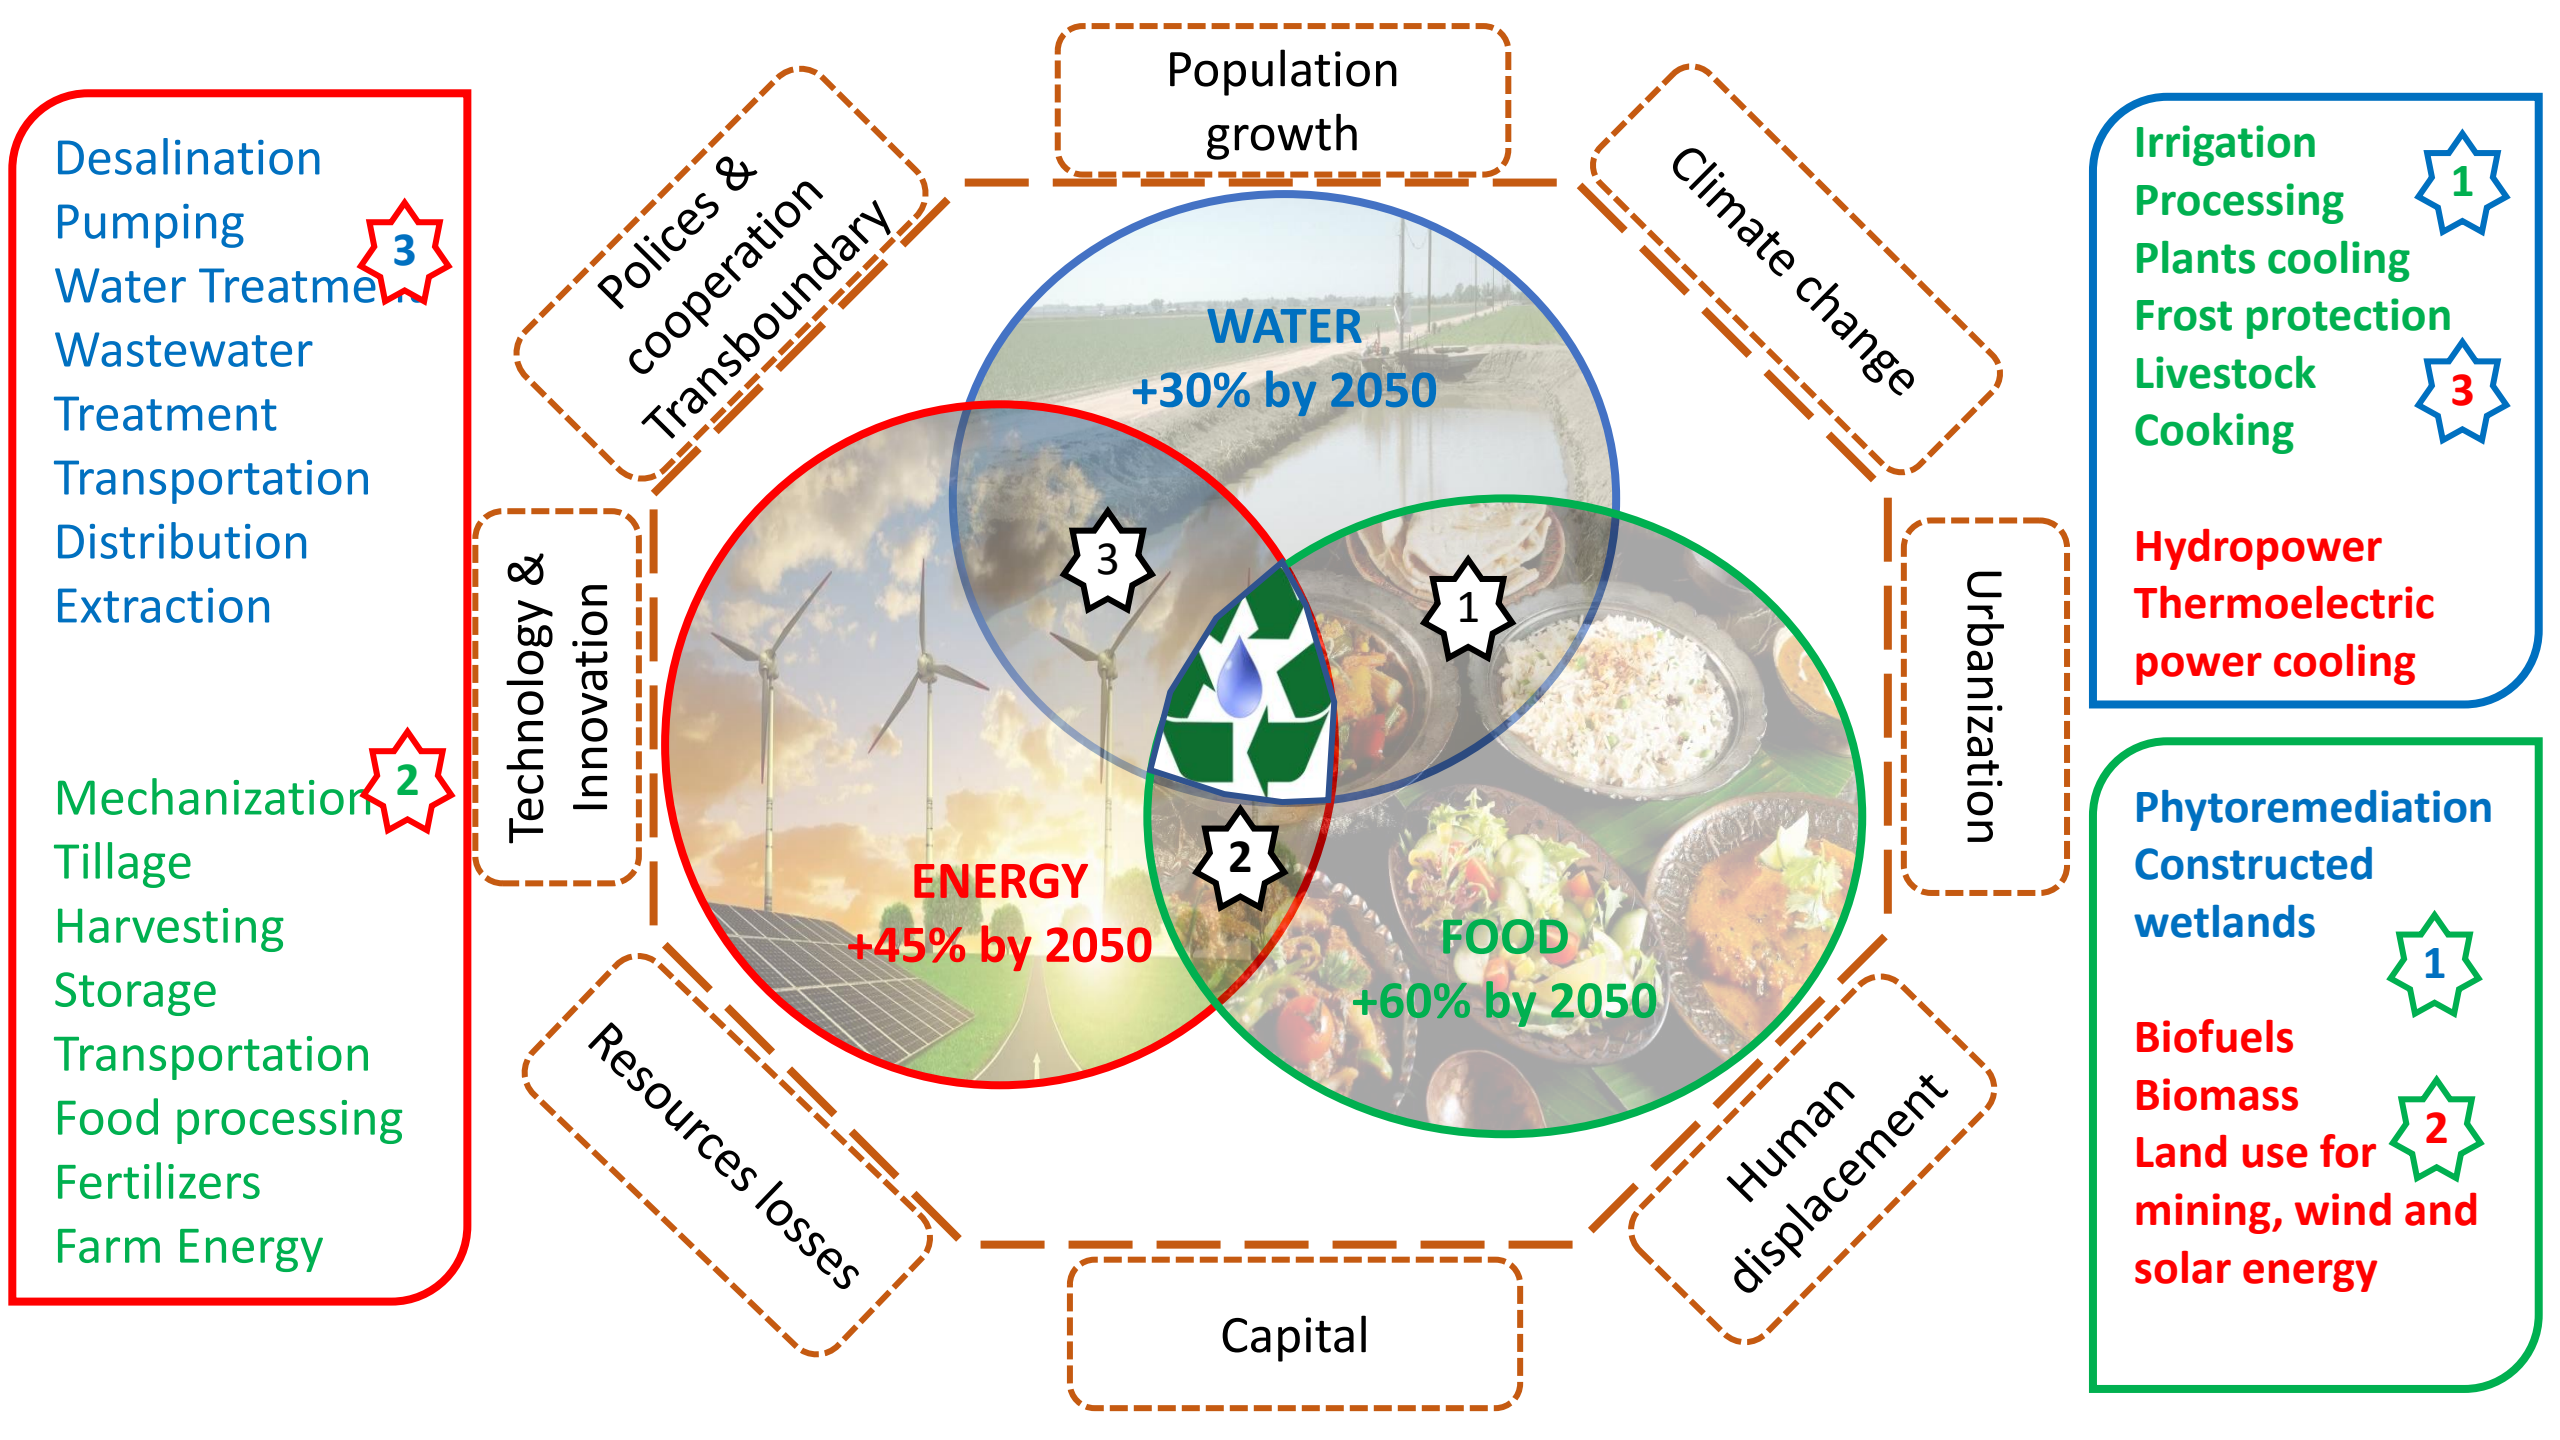 Desalination
Pumping
Water Treatment
Wastewater
Treatment
Transportation
Distribution
Extraction
3
Mechanization
Tillage
Harvesting
Storage
Transportation
Food processing
Fertilizers
Farm Energy
2
Polices &
cooperation
Transboundary
Population
growth
Climate change
Technology &
Innovation
Urbanization
Resources losses
Capital
Human
displacement
WATER
+30% by 2050
3
1
2
ENERGY
+45% by 2050
FOOD
+60% by 2050
Irrigation
Processing
Plants cooling
Frost protection
Livestock
Cooking
1
3
Hydropower
Thermoelectric
power cooling
Phytoremediation
Constructed
wetlands
1
Biofuels
Biomass
Land use for
mining, wind and
solar energy
2